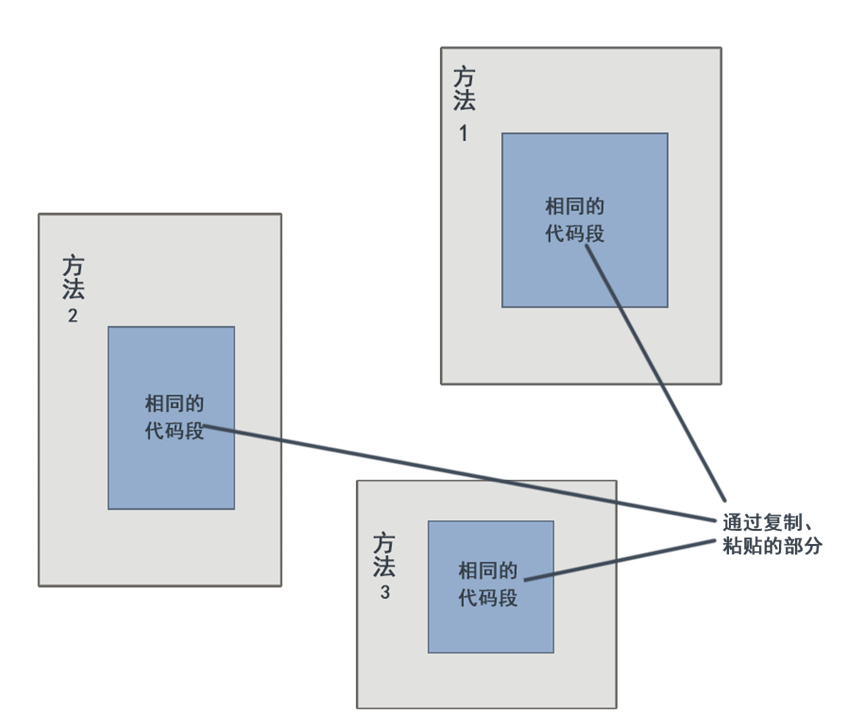 方
法
1
相同的
代码段
方
法
2
相同的
代码段
方
法
3
相同的
代码段
通过复制、
粘贴的部分